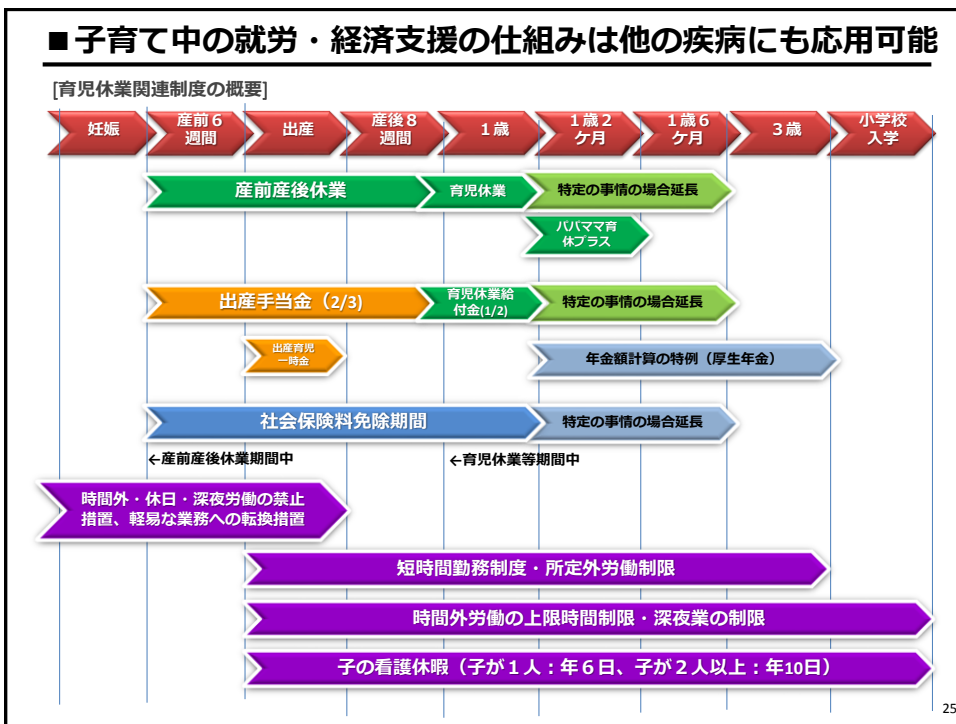 ■子育て中の就労・経済支援の仕組みは他の疾病にも応用可能
[育児休業関連制度の概要]
妊娠
産前６
週間
出産
産後８
週間
１歳
１歳２
ケ月
１歳６
ケ月
３歳
小学校
入学
産前産後休業
育児休業
特定の事情の場合延長
パパママ育
休プラス
出産手当金（2/3）
育児休業給
付金(1/2)
特定の事情の場合延長
出産育児
一時金
年金額計算の特例（厚生年金）
社会保険料免除期間
特定の事情の場合延長
←産前産後休業期間中
←育児休業等期間中
時間外・休日・深夜労働の禁止
措置、軽易な業務への転換措置
短時間勤務制度・所定外労働制限
時間外労働の上限時間制限・深夜業の制限
子の看護休暇（子が１人：年６日、子が２人以上：年10日）
25